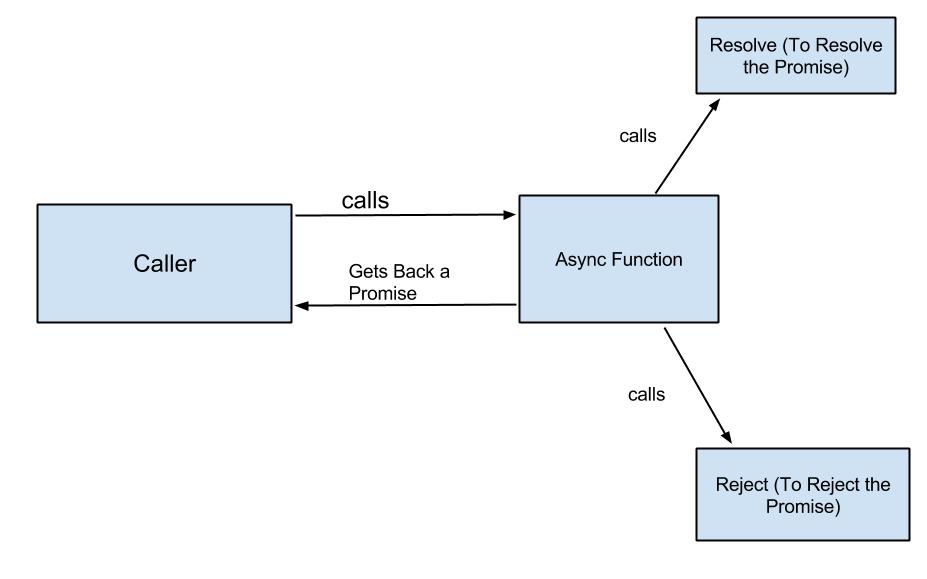 Resolve (To Resolve
the Promise)
calls
calls
Caller
Async Function
Gets Back a
Promise
calls
Reject (To Reject the
Promise)